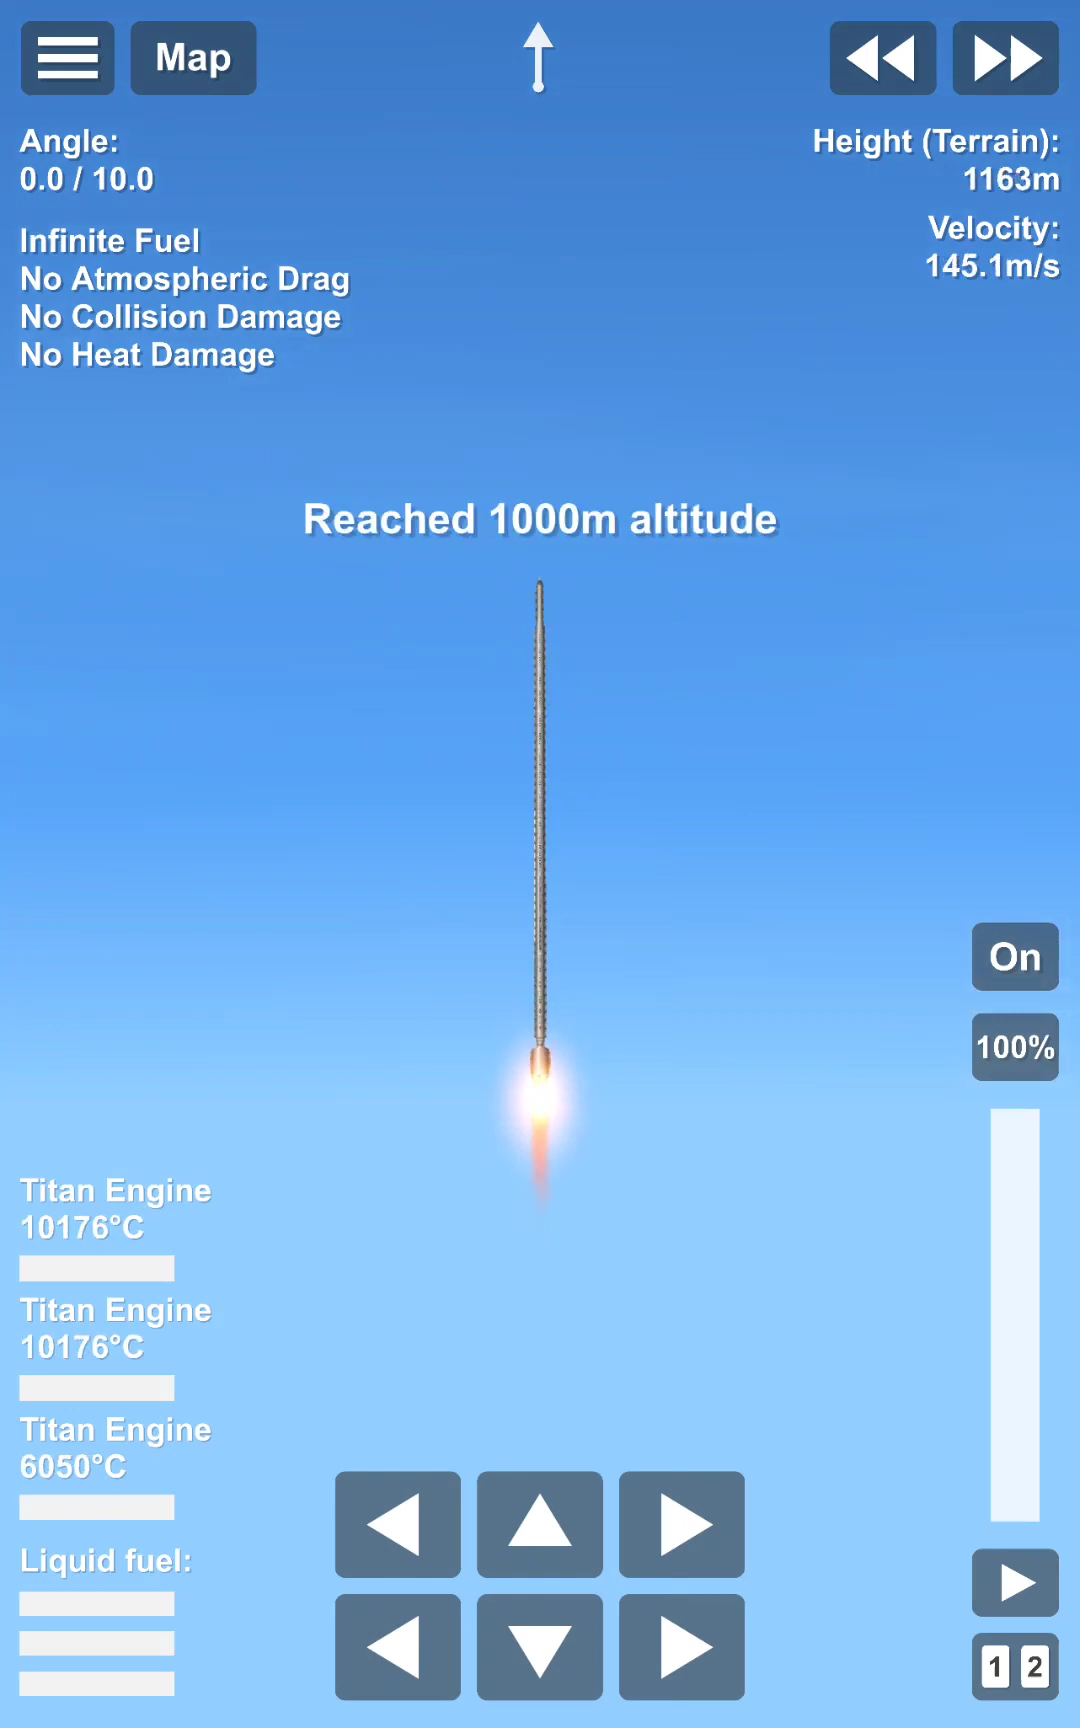 Map
Angle:
0.0 / 10.0
Height (Terrain):
1163m
Velocity:
145.1m/s
Infinite Fuel
No Atmospheric Drag
No Collision Damage
No Heat Damage
Reached 1000m altitude
On
100%
Titan Engine
10176°C
Titan Engine
10176°C
Titan Engine
6050°C
Liquid fuel:
1 2